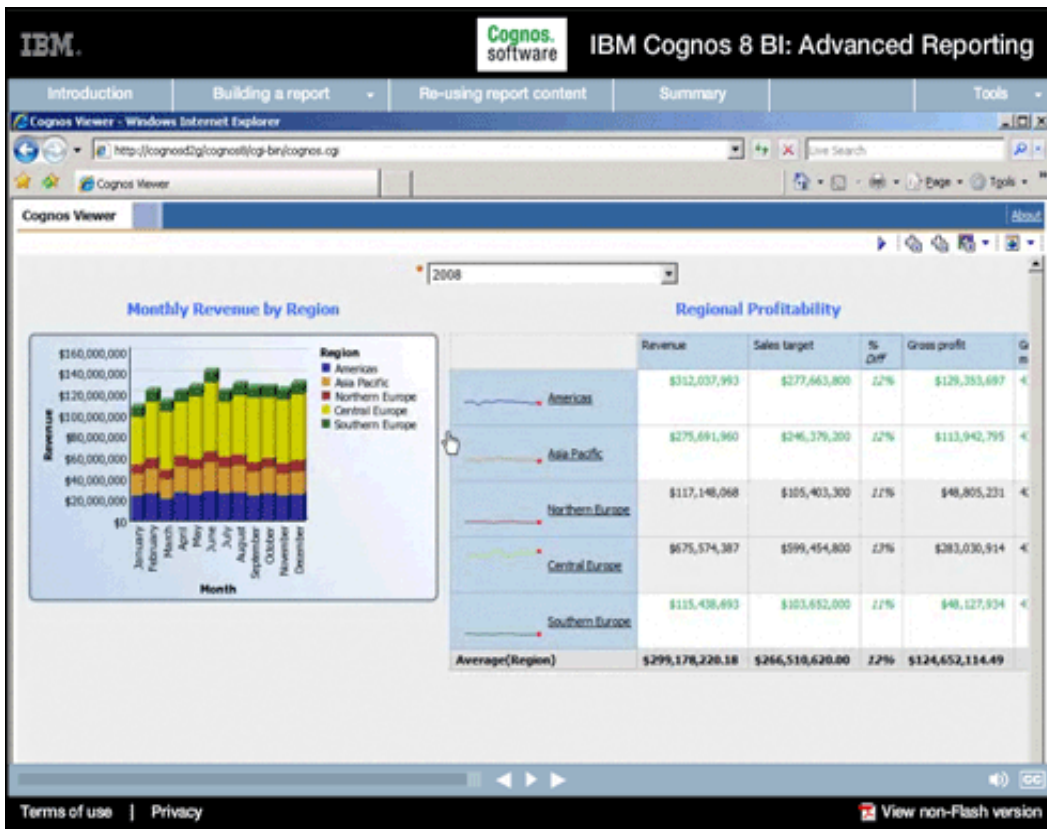 IBM.
Cognos.
software
IBM Cognos 8 BI: Advanced Reporting
Introduction Building a report Re-using report content Summary Tools
Cognos Viewer - Windows Internet Explorer
Live Search
Cognos Viewer Page Tools
Cognos Viewer About
* 2008
Monthly Revenue by Region
$160,000,000
$140,000,000
$120,000,000
$100,000,000
$80,000,000
$60,000,000
$40,000,000
$20,000,000
$0
Revenue
January February March April May June July August September October November December
Month
Region
Americas
Asia Pacific
Northern Europe
Central Europe
Southern Europe
Regional Profitability
Revenue Sales target % Diff Gross profit
Americas $312,037,993 $277,663,800 12% $129,353,697
Asia Pacific $275,691,960 $246,379,200 12% $113,942,795
Northern Europe $117,148,068 $105,403,300 11% $48,805,231
Central Europe $675,574,387 $599,454,800 13% $283,030,914
Southern Europe $115,438,693 $103,652,000 11% $48,127,934
Average(Region) $299,178,220.18 $266,510,620.00 12% $124,652,114.49
CC
Terms of use | Privacy View non-Flash version